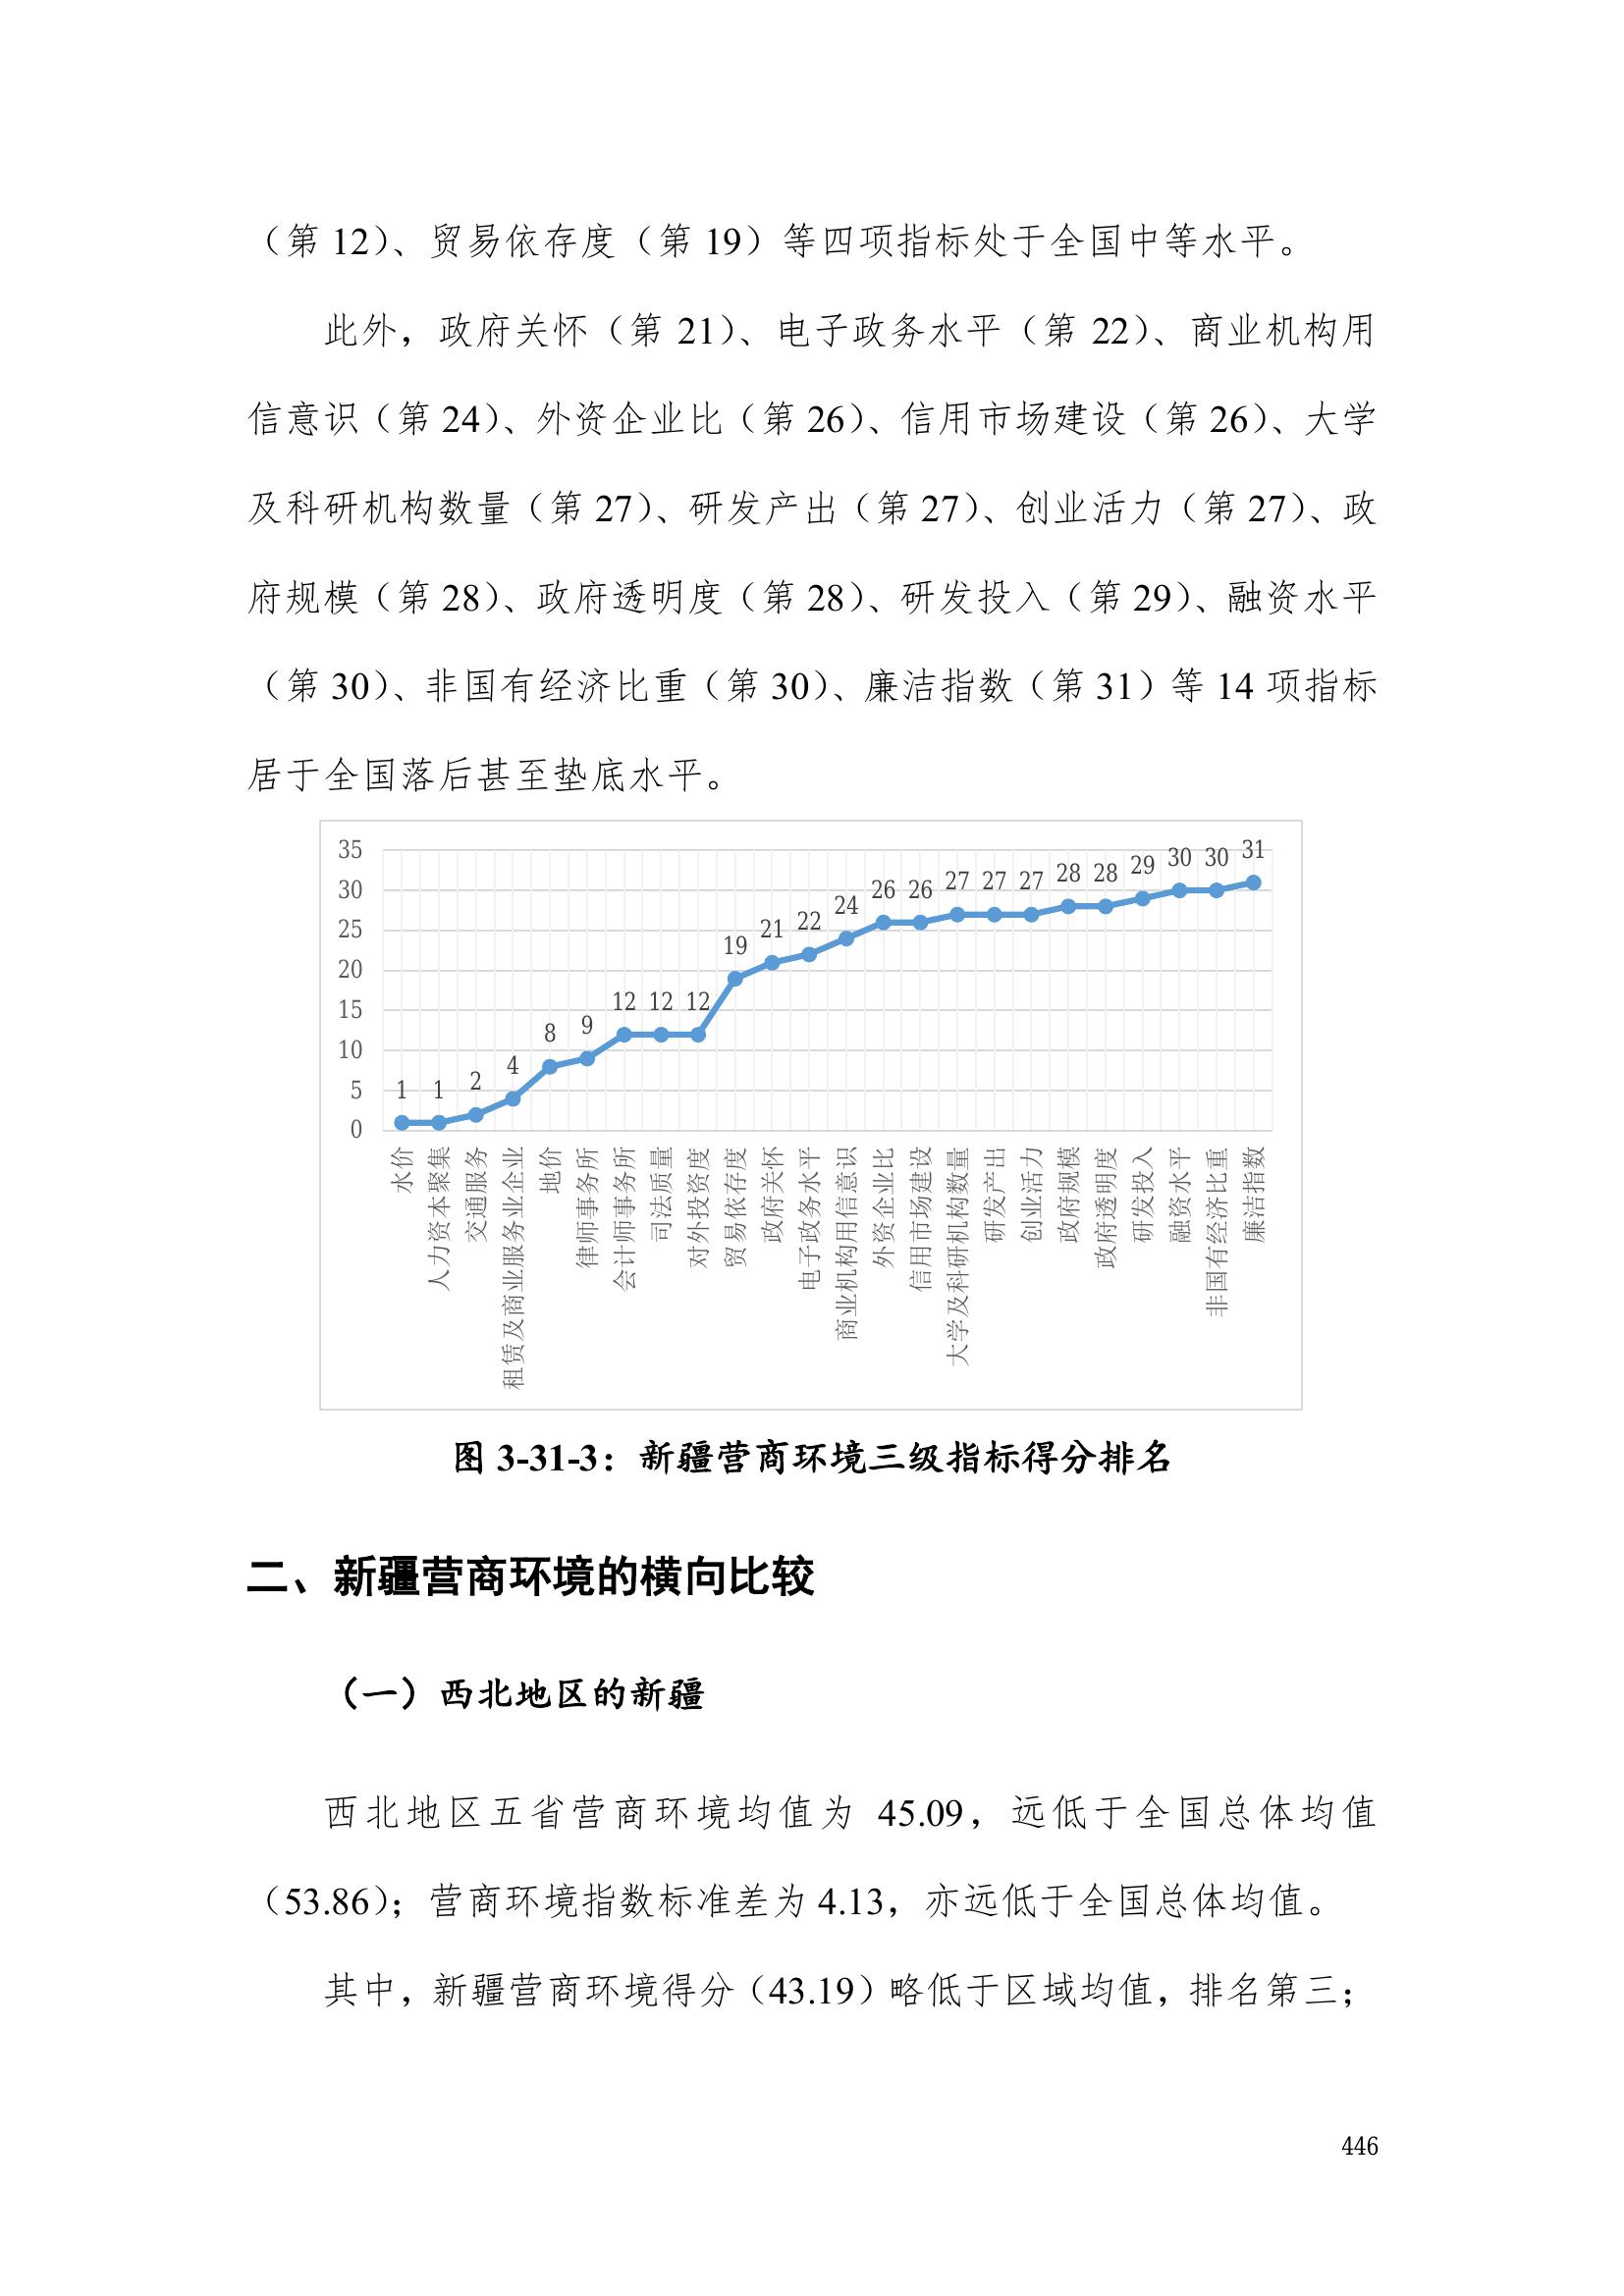 （第 12）、贸易依存度（第 19）等四项指标处于全国中等水平。
此外，政府关怀（第 21）、电子政务水平（第 22）、商业机构用
信意识（第 24）、外资企业比（第 26）、信用市场建设（第 26）、大学
及科研机构数量（第 27）、研发产出（第 27）、创业活力（第 27）、政
府规模（第 28）、政府透明度（第 28）、研发投入（第 29）、融资水平
（第 30）、非国有经济比重（第 30）、廉洁指数（第 31）等 14 项指标
居于全国落后甚至垫底水平。
35
30
25
20
15
10
5
0
1
1
2
4
8
9
12
12
12
19
21
22
24
26
26
27
27
27
28
28
29
30
30
31
水价
人力资本聚集
交通服务
租赁及商业服务业企业
地价
律师事务所
会计师事务所
司法质量
对外投资度
贸易依存度
政府关怀
电子政务水平
商业机构用信意识
外资企业比
信用市场建设
大学及科研机构数量
研发产出
创业活力
政府规模
政府透明度
研发投入
融资水平
非国有经济比重
廉洁指数
图 3-31-3：新疆营商环境三级指标得分排名
二、新疆营商环境的横向比较
（一）西北地区的新疆
西北地区五省营商环境均值为 45.09，远低于全国总体均值
（53.86）；营商环境指数标准差为 4.13，亦远低于全国总体均值。
其中，新疆营商环境得分（43.19）略低于区域均值，排名第三；
446